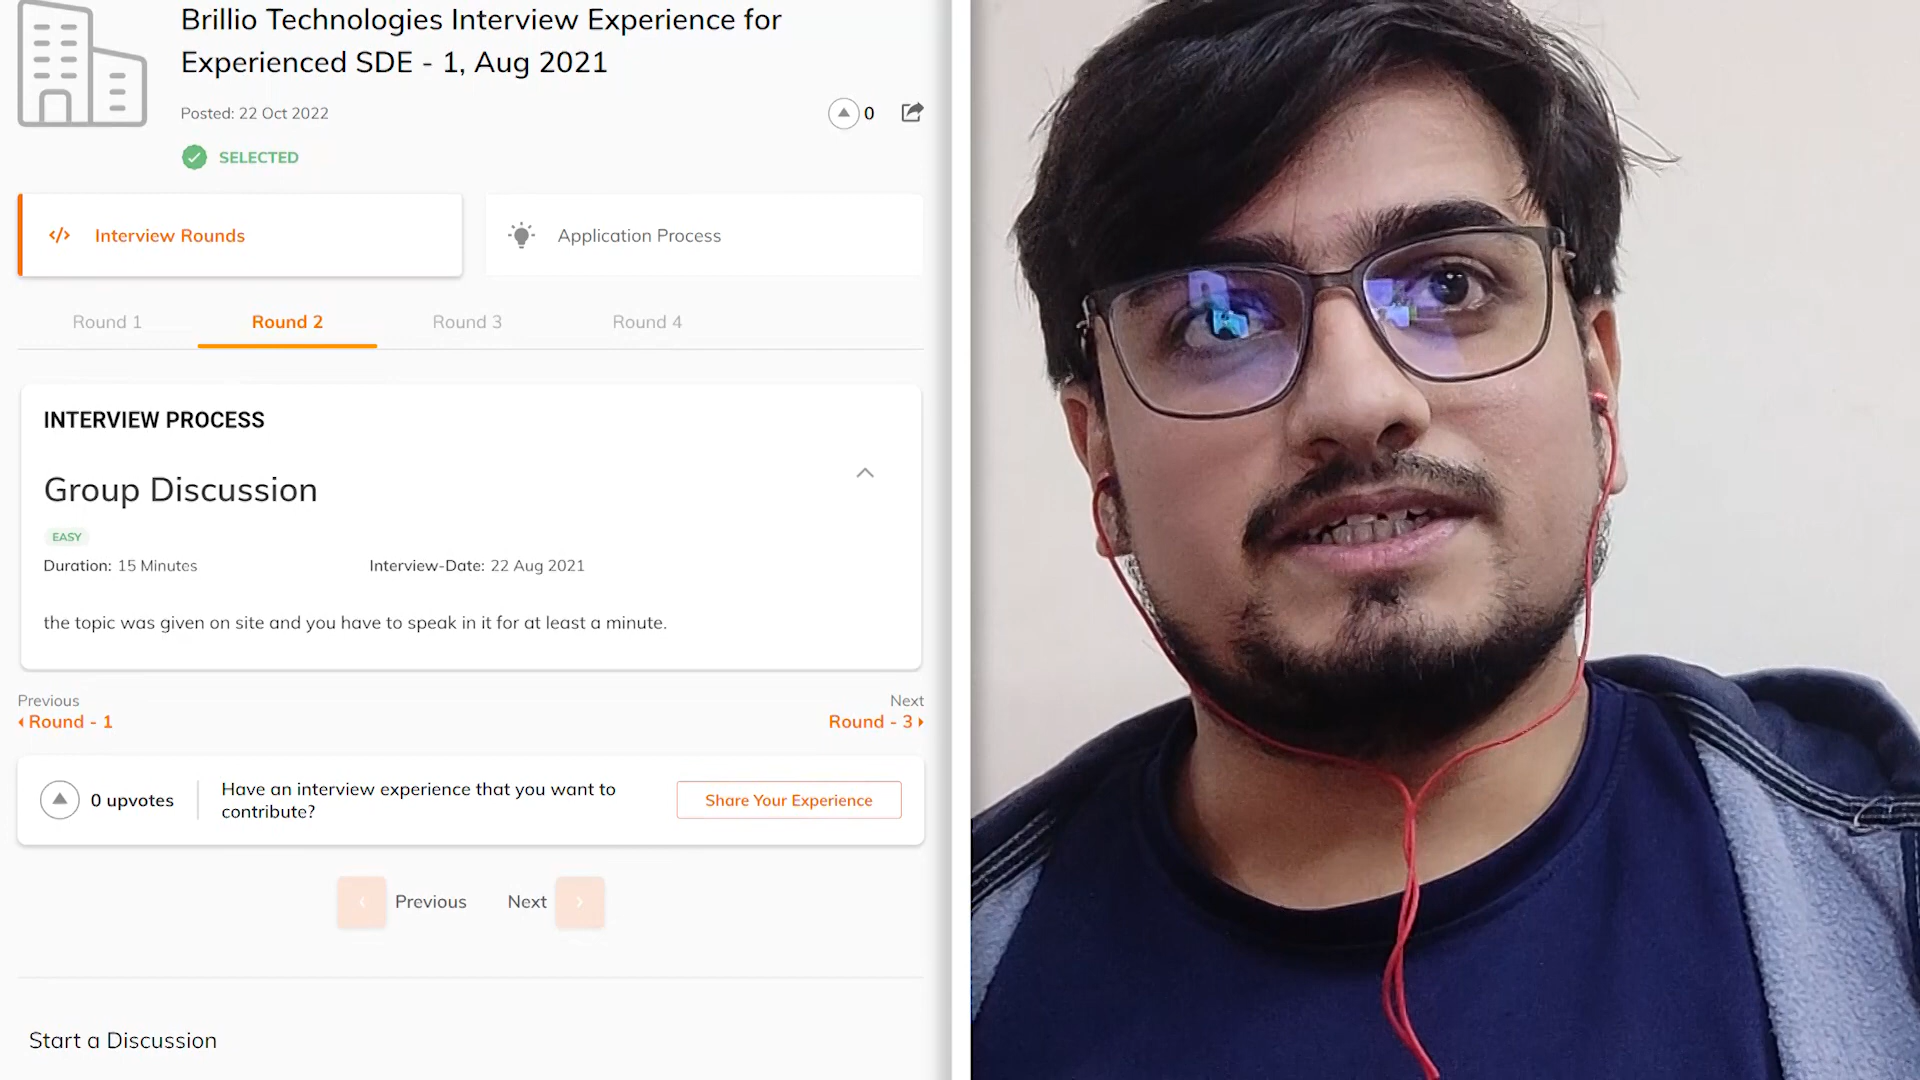 Brillio Technologies Interview Experience for
Experienced SDE - 1, Aug 2021
Posted: 22 Oct 2022
0
SELECTED
</> Interview Rounds
Application Process
Round 1 Round 2 Round 3 Round 4
INTERVIEW PROCESS
Group Discussion
EASY
Duration: 15 Minutes Interview-Date: 22 Aug 2021
the topic was given on site and you have to speak in it for at least a minute.
Previous Next
Round - 1 Round - 3
0 upvotes
Have an interview experience that you want to
contribute?
Share Your Experience
Previous Next
Start a Discussion